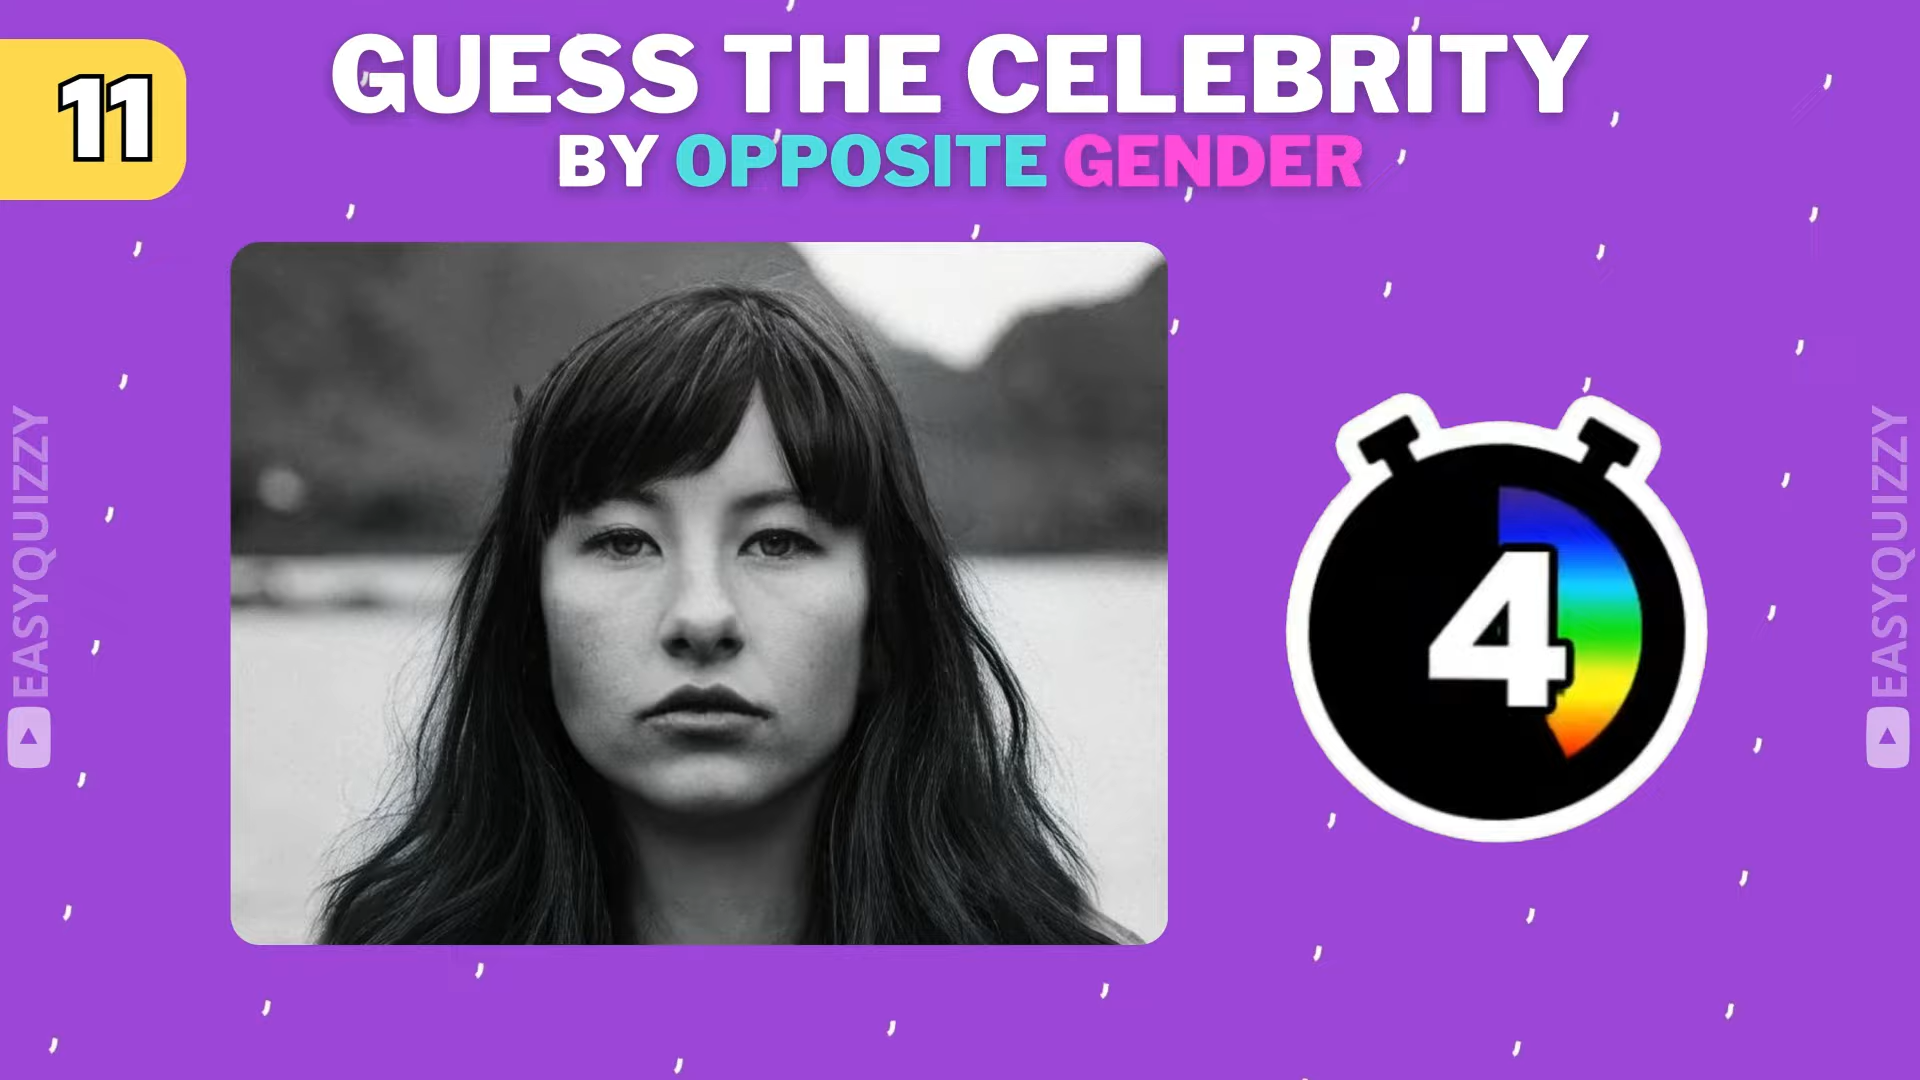 11
GUESS THE CELEBRITY
BY OPPOSITE GENDER
4
EASYQUIZZY
EASYQUIZZY